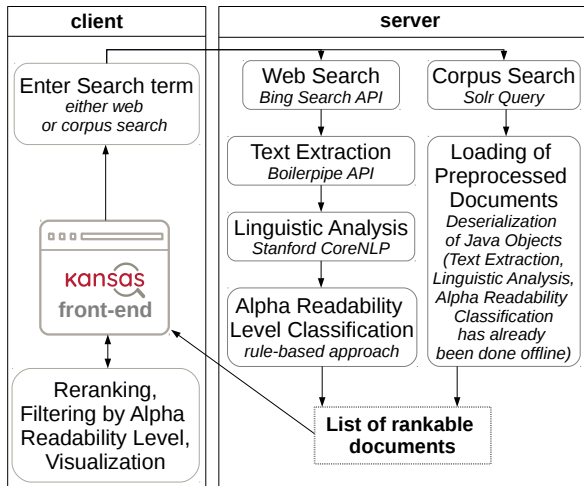 client
Enter Search term
either web
or corpus search
KANSAS
front-end
Reranking,
Filtering by Alpha
Readability Level,
Visualization
server
Web Search
Bing Search API
Text Extraction
Boilerpipe API
Linguistic Analysis
Stanford CoreNLP
Alpha Readability
Level Classification
rule-based approach
Corpus Search
Solr Query
Loading of
Preprocessed
Documents
Deserialization
of Java Objects
(Text Extraction,
Linguistic Analysis,
Alpha Readability
Classification
has already
been done offline)
List of rankable
documents